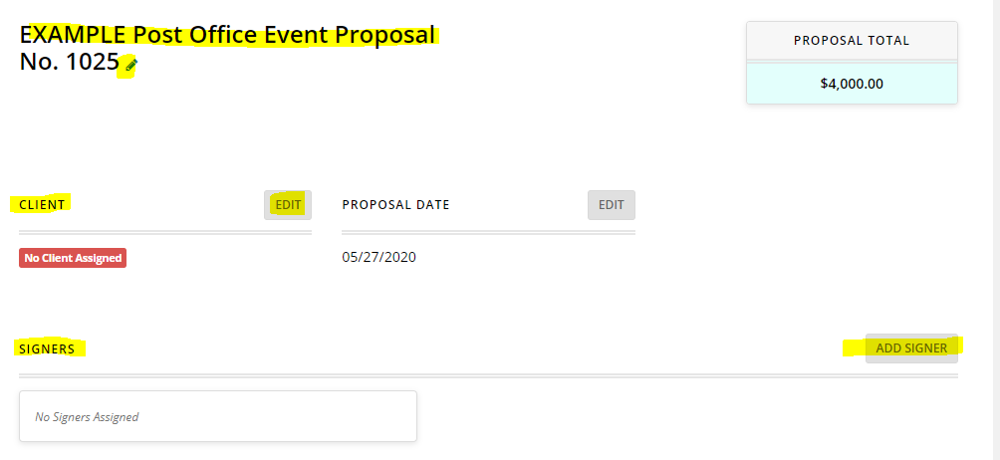 EXAMPLE Post Office Event Proposal
No. 1025
PROPOSAL TOTAL
$4,000.00
CLIENT
EDIT
PROPOSAL DATE
EDIT
No Client Assigned
05/27/2020
SIGNERS
ADD SIGNER
No Signers Assigned